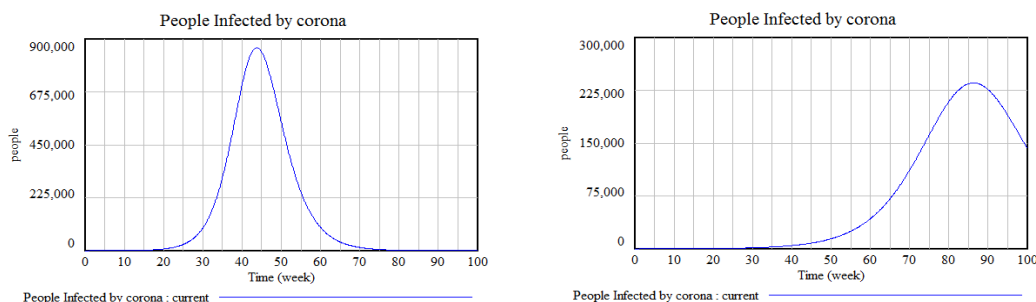 People Infected by corona
900,000
675,000
450,000
225,000
0
people
0 10 20 30 40 50 60 70 80 90 100
Time (week)
People Infected by corona : current
People Infected by corona
300,000
225,000
150,000
75,000
0
people
0 10 20 30 40 50 60 70 80 90 100
Time (week)
People Infected by corona : current